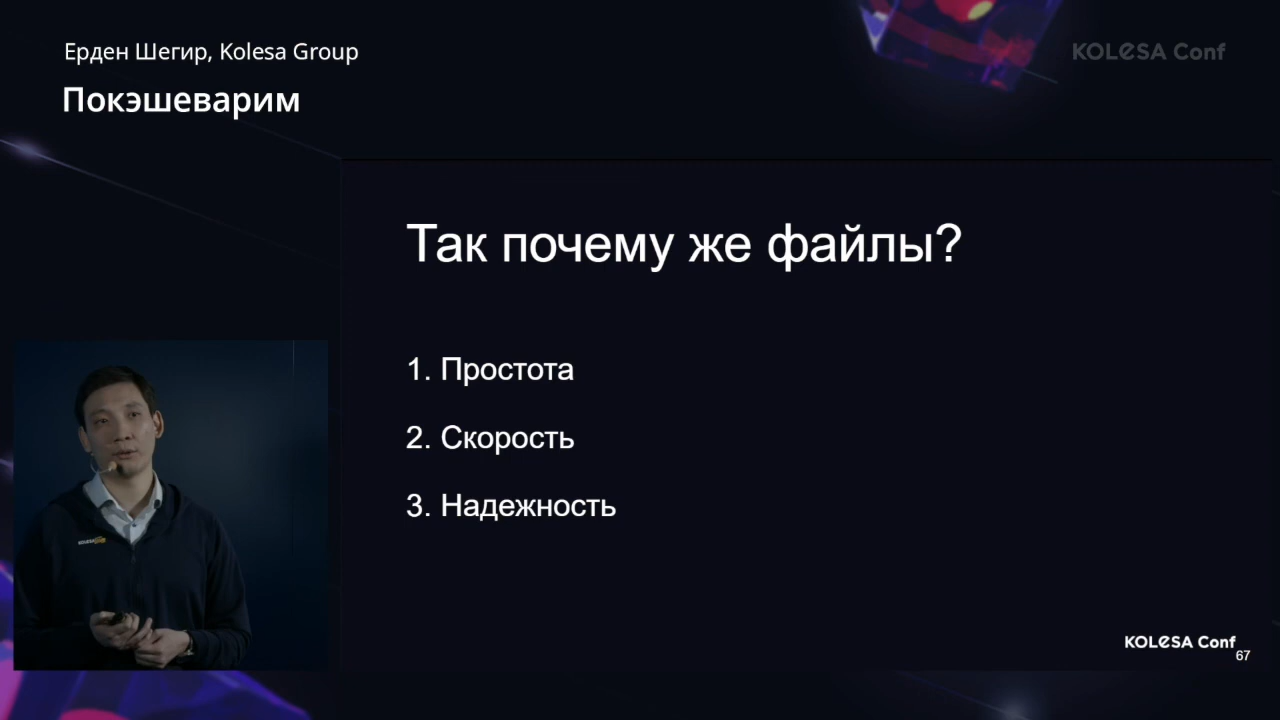 Ерден Шегир, Kolesa Group
KOLESA Conf
Покэшеварим
Так почему же файлы?
1. Простота
2. Скорость
3. Надежность
KOLESA Conf
67